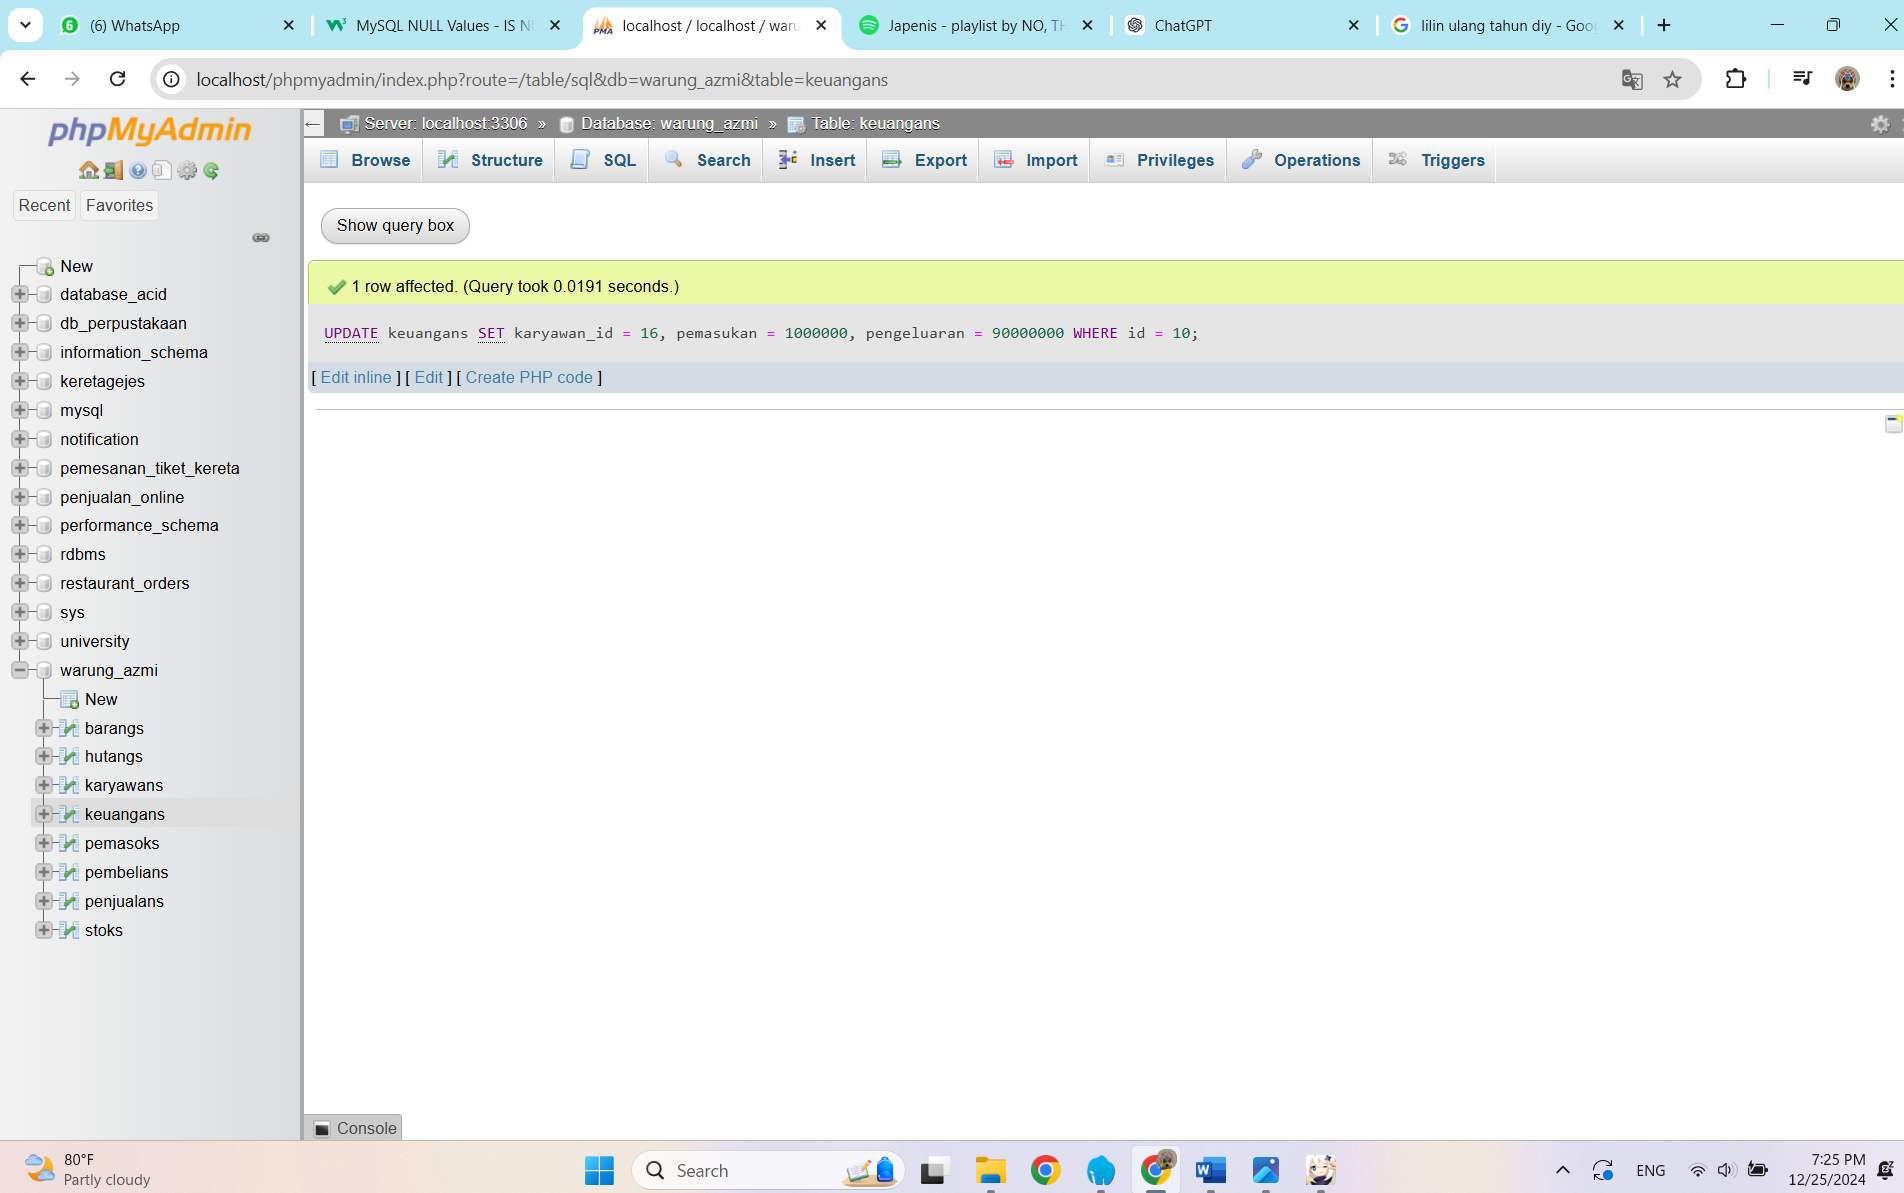 (6) WhatsApp
MySQL NULL Values - IS N
localhost / localhost / waru
Japenis - playlist by NO, TH
ChatGPT
lilin ulang tahun diy - Goo
localhost/phpmyadmin/index.php?route=/table/sql&db=warung_azmi&table=keuangans
phpMyAdmin
Recent
Favorites
New
database_acid
db_perpustakaan
information_schema
keretagejes
mysql
notification
pemesanan_tiket_kereta
penjualan_online
performance_schema
rdbms
restaurant_orders
sys
university
warung_azmi
New
barangs
hutangs
karyawans
keuangans
pemasoks
pembelians
penjualans
stoks
Server: localhost:3306 » Database: warung_azmi » Table: keuangans
Browse Structure SQL Search Insert Export Import Privileges Operations Triggers
Show query box
1 row affected. (Query took 0.0191 seconds.)
UPDATE keuangans SET karyawan_id = 16, pemasukan = 1000000, pengeluaran = 90000000 WHERE id = 10;
[ Edit inline ] [ Edit ] [ Create PHP code ]
Console
80°F
Partly cloudy
Search
ENG
7:25 PM
12/25/2024